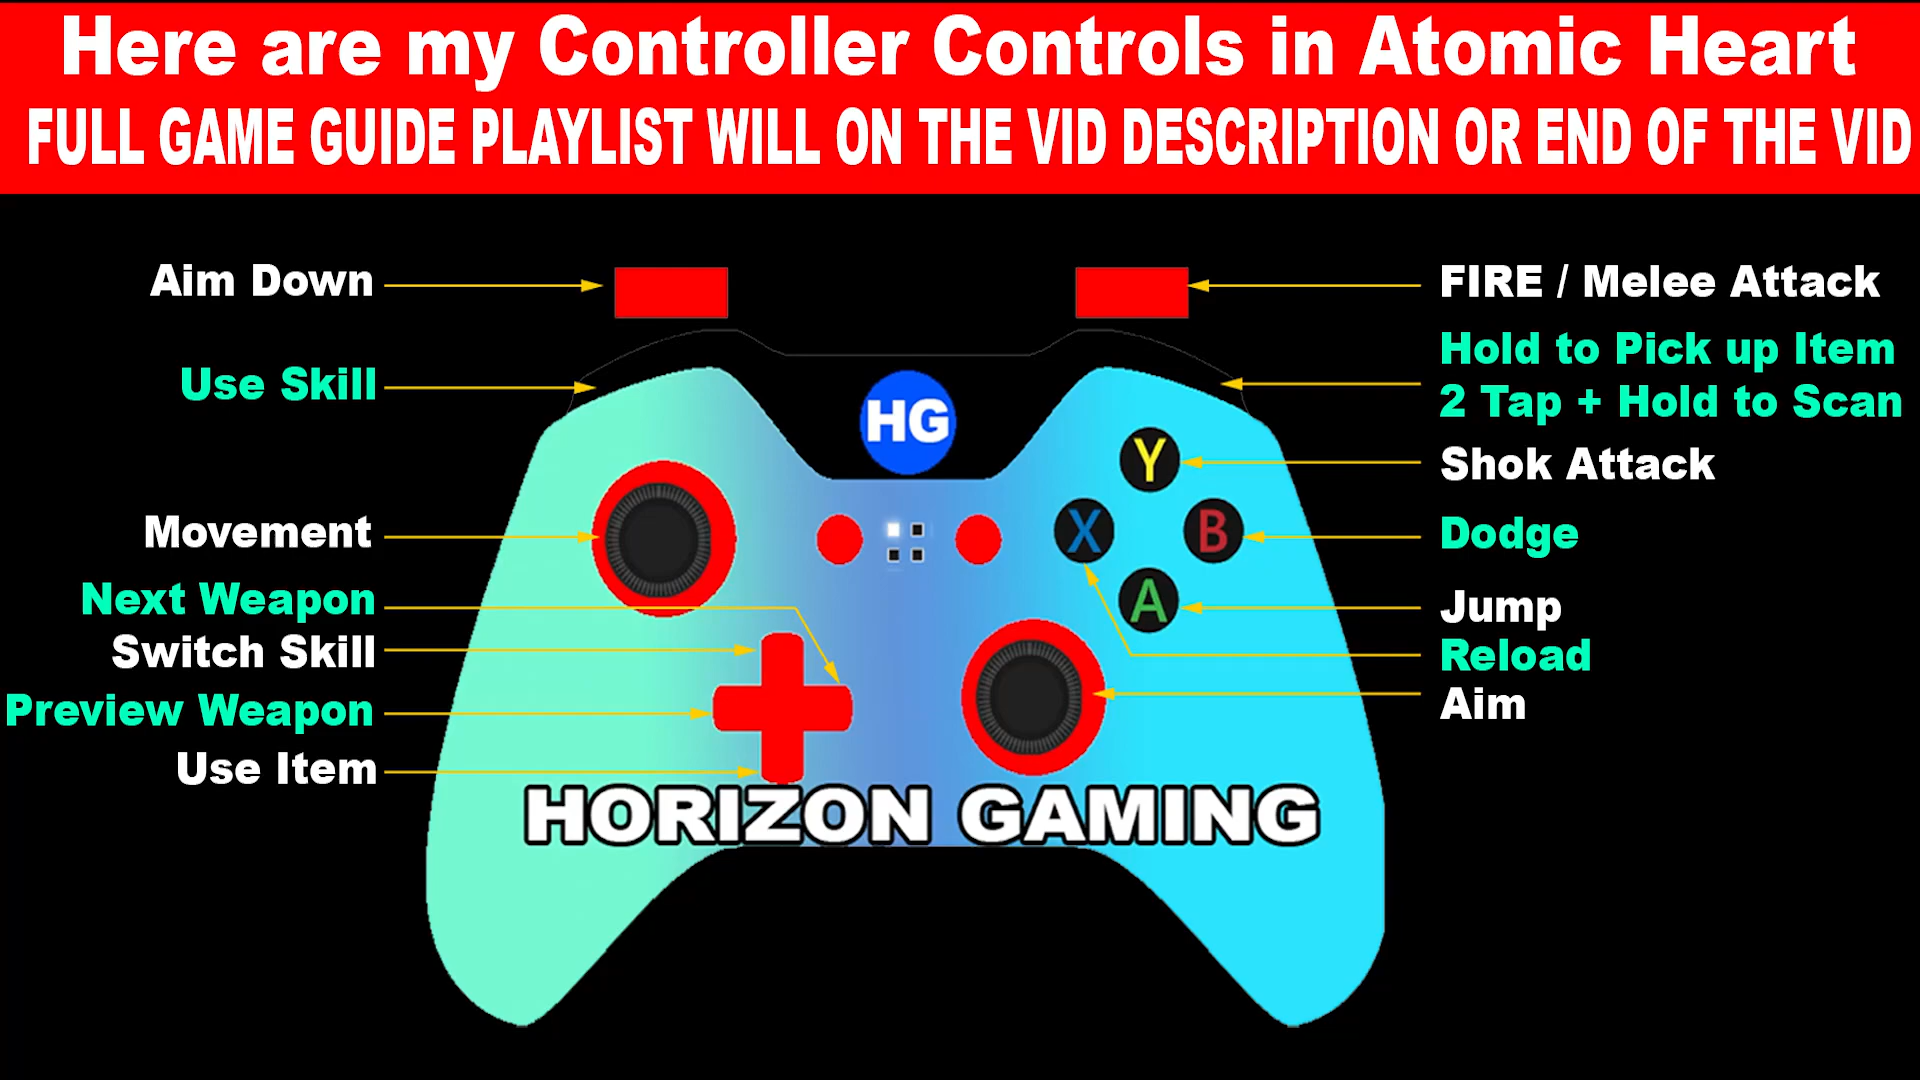 Here are my Controller Controls in Atomic Heart
FULL GAME GUIDE PLAYLIST WILL ON THE VID DESCRIPTION OR END OF THE VID
Aim Down
Use Skill
Movement
Next Weapon
Switch Skill
Preview Weapon
Use Item
HG
Y
X
B
A
FIRE / Melee Attack
Hold to Pick up Item
2 Tap + Hold to Scan
Shok Attack
Dodge
Jump
Reload
Aim
HORIZON GAMING